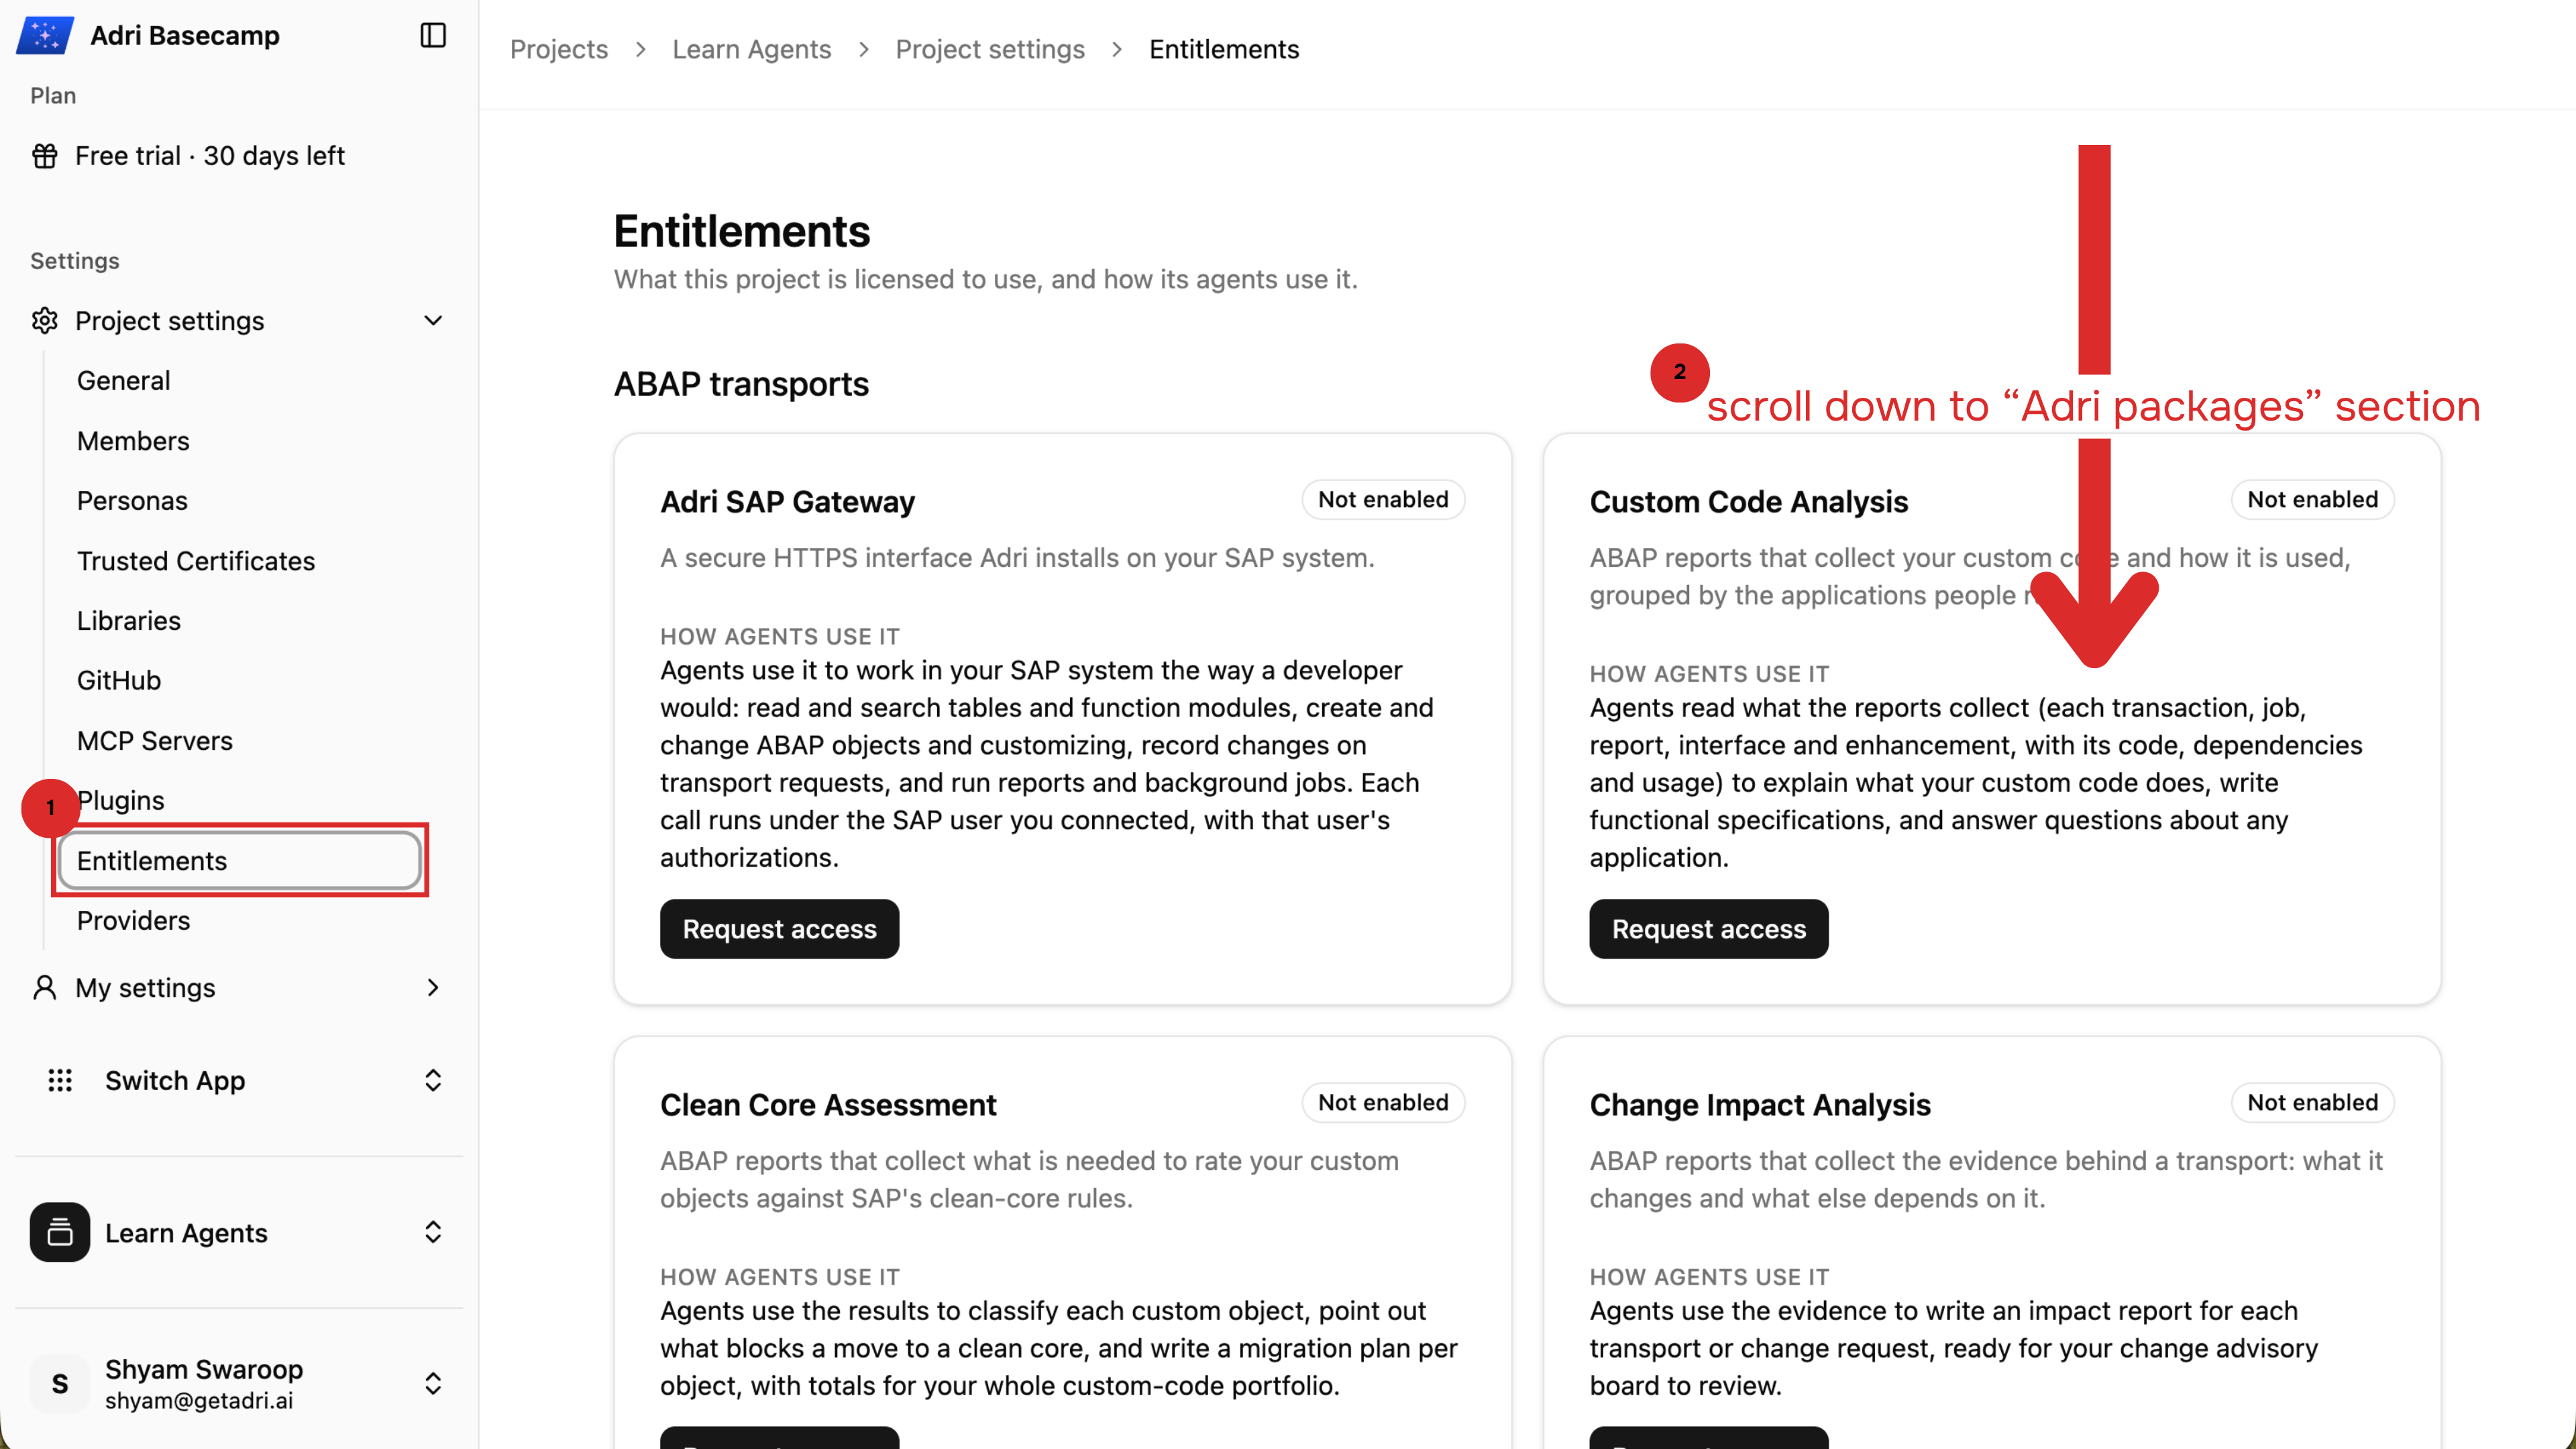 Adri Basecamp
Plan
Free trial · 30 days left
Settings
Project settings
General
Members
Personas
Trusted Certificates
Libraries
GitHub
MCP Servers
1
Plugins
Entitlements
Providers
My settings
Switch App
Learn Agents
S
Shyam Swaroop
shyam@getadri.ai
Projects > Learn Agents > Project settings > Entitlements
Entitlements
What this project is licensed to use, and how its agents use it.
ABAP transports
2
scroll down to “Adri packages” section
Adri SAP Gateway
Not enabled
A secure HTTPS interface Adri installs on your SAP system.
HOW AGENTS USE IT
Agents use it to work in your SAP system the way a developer
would: read and search tables and function modules, create and
change ABAP objects and customizing, record changes on
transport requests, and run reports and background jobs. Each
call runs under the SAP user you connected, with that user's
authorizations.
Request access
Custom Code Analysis
Not enabled
ABAP reports that collect your custom and how it is used,
grouped by the applications people
HOW AGENTS USE IT
Agents read what the reports collect (each transaction, job,
report, interface and enhancement, with its code, dependencies
and usage) to explain what your custom code does, write
functional specifications, and answer questions about any
application.
Request access
Clean Core Assessment
Not enabled
ABAP reports that collect what is needed to rate your custom
objects against SAP's clean-core rules.
HOW AGENTS USE IT
Agents use the results to classify each custom object, point out
what blocks a move to a clean core, and write a migration plan per
object, with totals for your whole custom-code portfolio.
Change Impact Analysis
Not enabled
ABAP reports that collect the evidence behind a transport: what it
changes and what else depends on it.
HOW AGENTS USE IT
Agents use the evidence to write an impact report for each
transport or change request, ready for your change advisory
board to review.